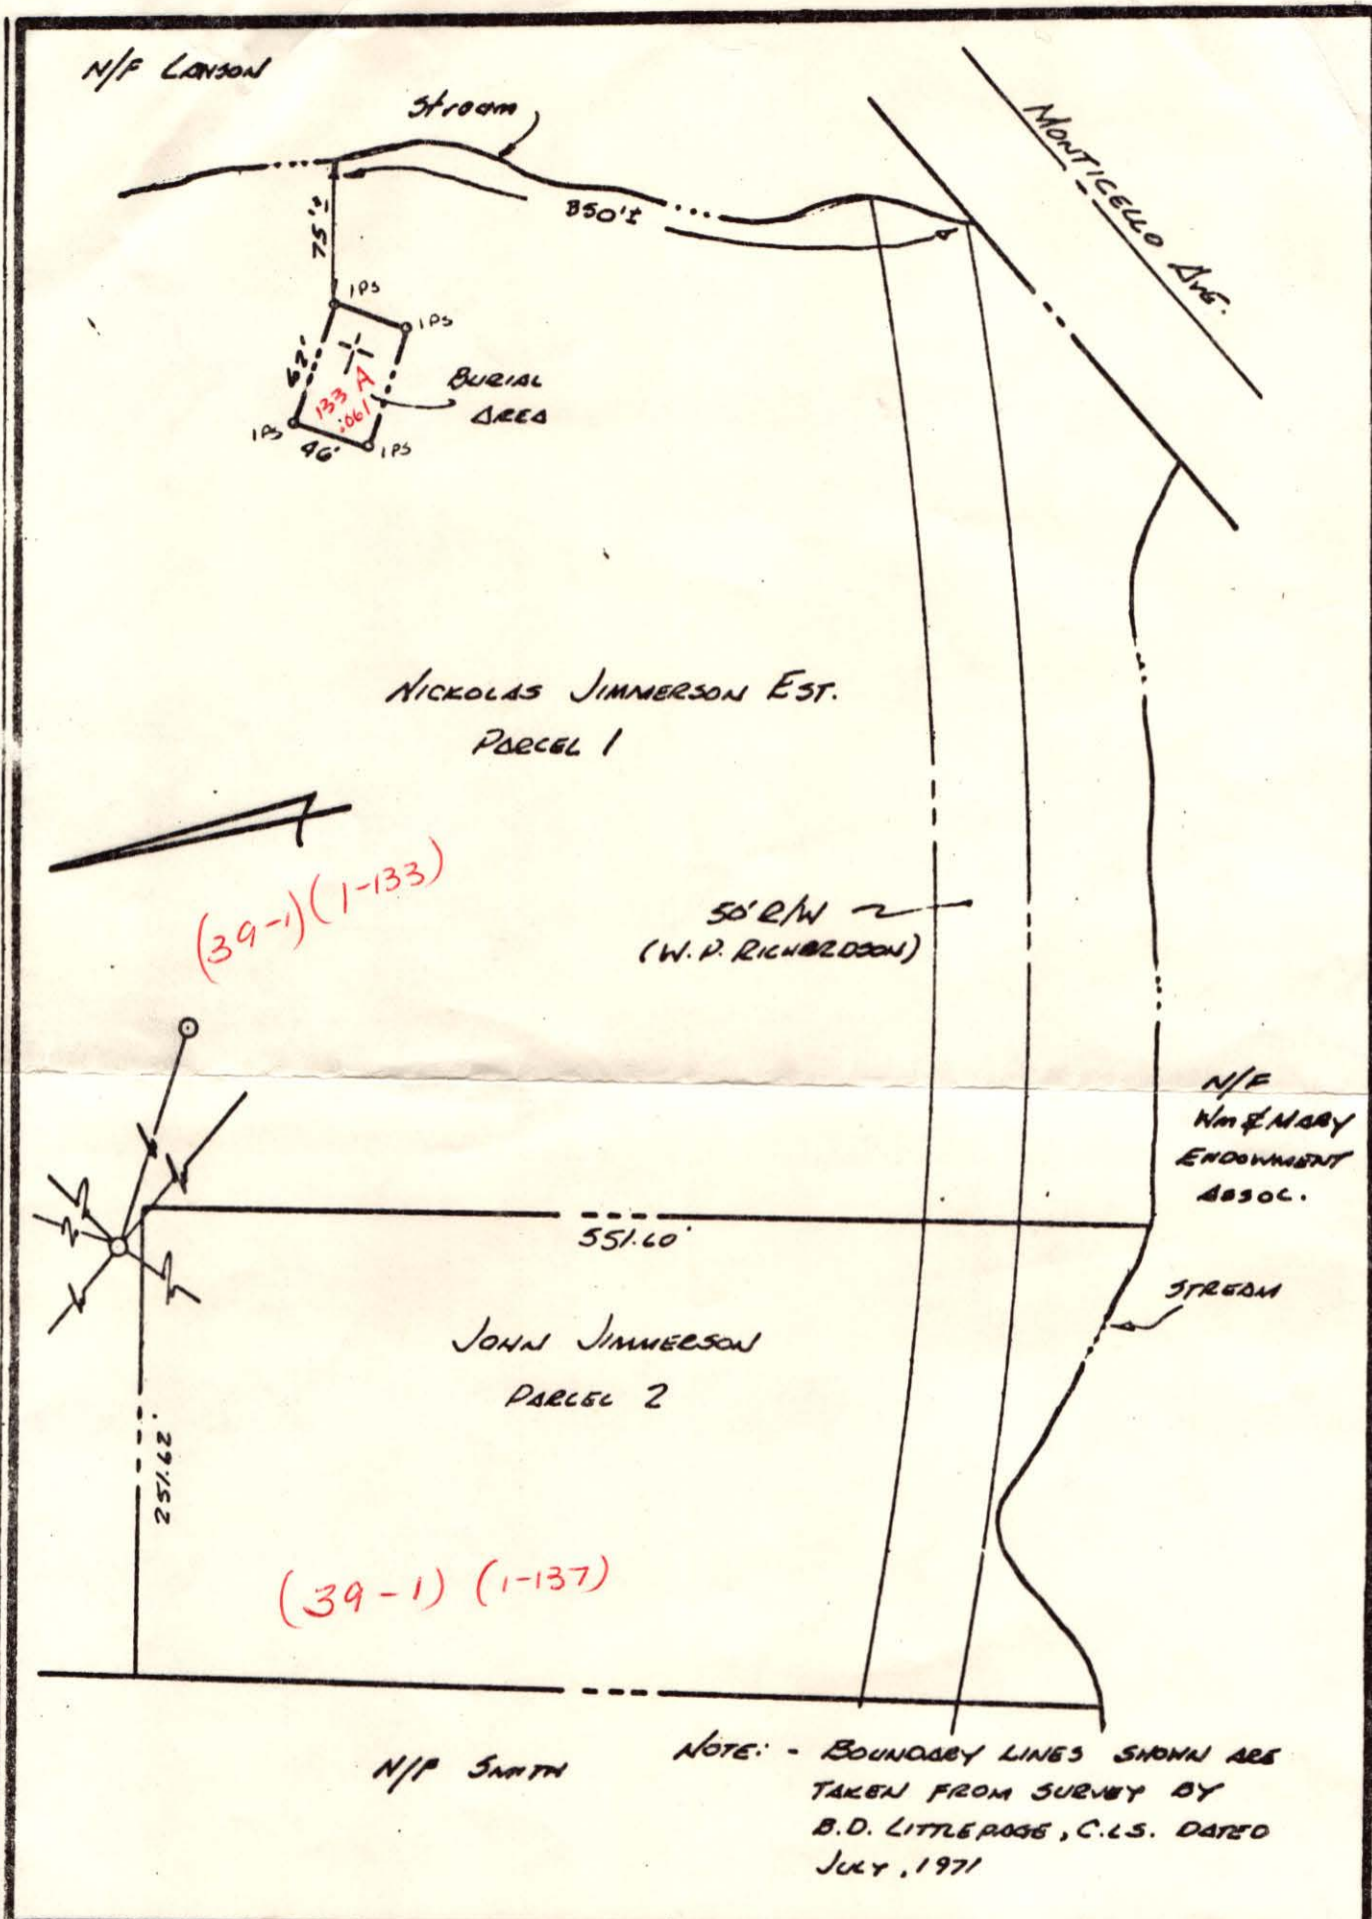 N/F LAWSON
Stream
MONTICELLO AVE.
850'±
75'±
IPS
IPS
62'
133 A
.061
BURIAL
AREA
IPS
46'
IPS
NICKOLAS JIMMERSON EST.
PARCEL 1
(39-1)(1-133)
50' R/W
(W.P. RICHARDSON)
N/F
WM & MARY
ENDOWMENT
ASSOC.
551.60'
STREAM
JOHN JIMMERSON
PARCEL 2
251.62'
(39-1) (1-137)
N/F SMITH
NOTE: - BOUNDARY LINES SHOWN ARE
TAKEN FROM SURVEY BY
B.D. LITTLEPAGE, C.L.S. DATED
JULY, 1971